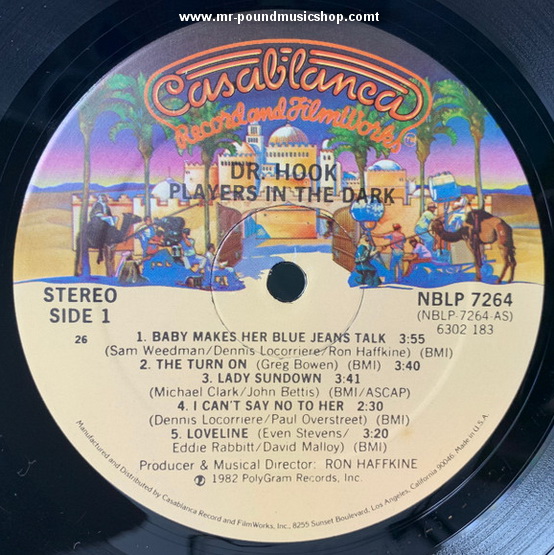 www.mr-poundmusicshop.com
Casablanca
Record and FilmWorks
DR. HOOK
PLAYERS IN THE DARK
STEREO
SIDE 1
26
NBLP 7264
(NBLP-7264-AS)
6302 183
1. BABY MAKES HER BLUE JEANS TALK 3:55
(Sam Weedman/Dennis Locorriere/Ron Haffkine) (BMI)
2. THE TURN ON (Greg Bowen) (BMI) 3:40
3. LADY SUNDOWN 3:41
(Michael Clark/John Bettis) (BMI/ASCAP)
4. I CAN'T SAY NO TO HER 2:30
(Dennis Locorriere/Paul Overstreet) (BMI)
5. LOVELINE (Even Stevens/ 3:20
Eddie Rabbitt/David Malloy) (BMI)
Producer & Musical Director: RON HAFFKINE
℗ 1982 PolyGram Records, Inc.
Manufactured and Distributed by Casablanca Record and FilmWorks, Inc., 8255 Sunset Boulevard, Los Angeles, California 90046. Made in U.S.A.